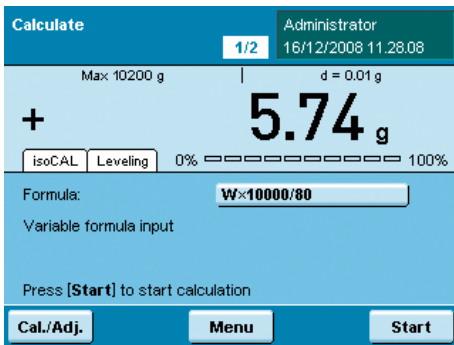 Calculate
Administrator
1/2 16/12/2008 11.28.08
Max 10200 g d = 0.01 g
+ 5.74 g
isoCAL Leveling 0% 100%
Formula: W×10000/80
Variable formula input
Press [Start] to start calculation
Cal./Adj. Menu Start